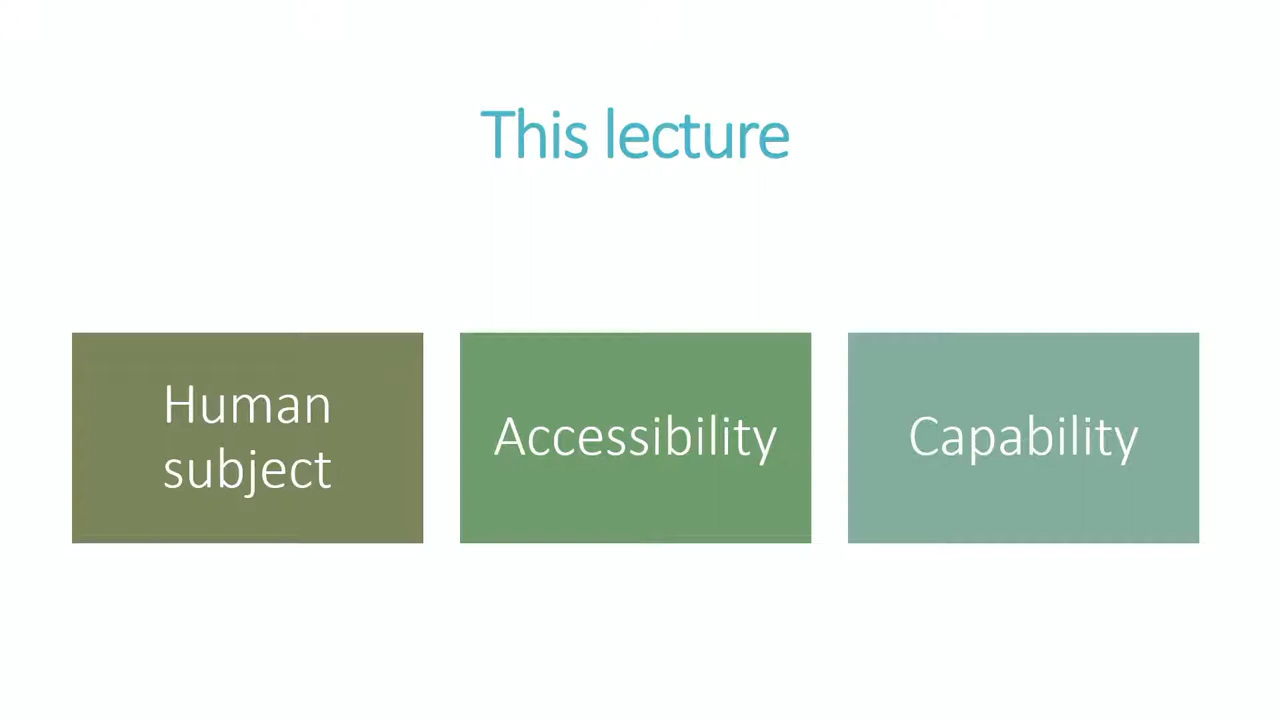 This lecture
Human
subject
Accessibility
Capability